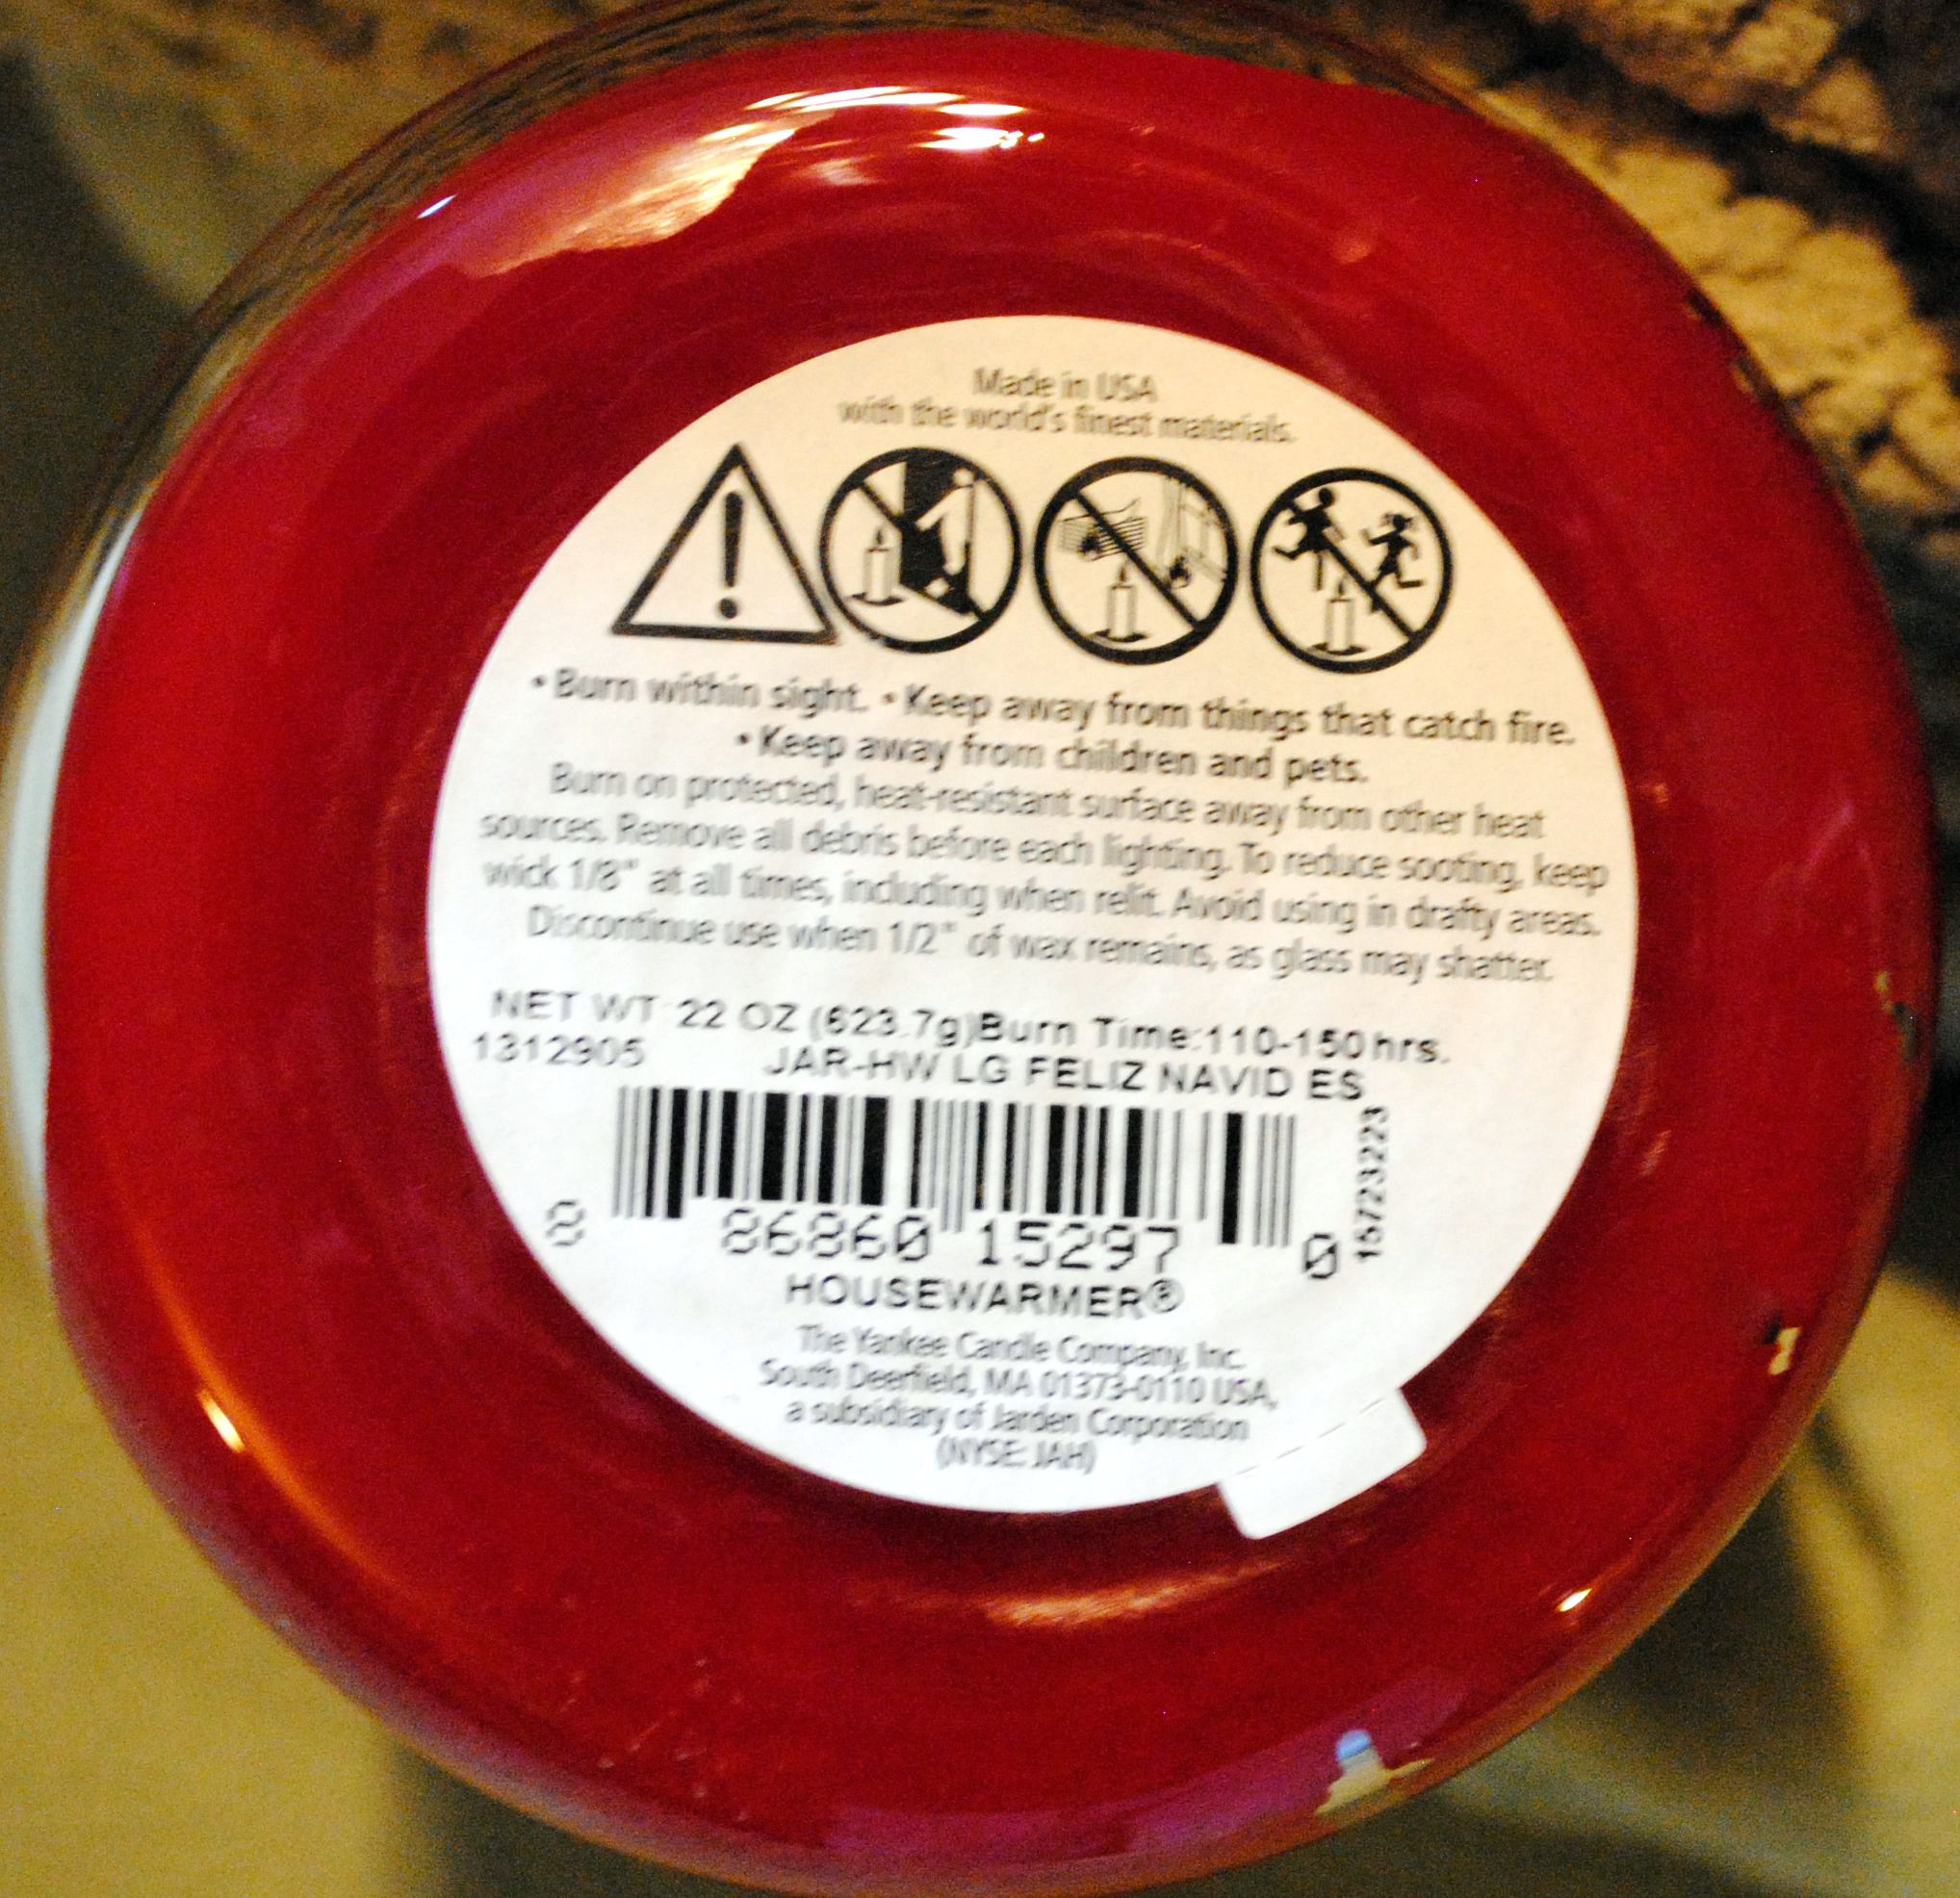 Made in USA
with the world's finest materials.
• Burn within sight. • Keep away from things that catch fire.
• Keep away from children and pets.
Burn on protected, heat-resistant surface away from other heat
sources. Remove all debris before each lighting. To reduce sooting, keep
wick 1/8" at all times, including when relit. Avoid using in drafty areas.
Discontinue use when 1/2" of wax remains, as glass may shatter.
NET WT 22 OZ (623.7g)Burn Time:110-150hrs.
1312905 JAR-HW LG FELIZ NAVID ES
15723223
8 86860 15297 0
HOUSEWARMER®
The Yankee Candle Company, Inc.
South Deerfield, MA 01373-0110 USA,
a subsidiary of Jarden Corporation
(NYSE: JAH)